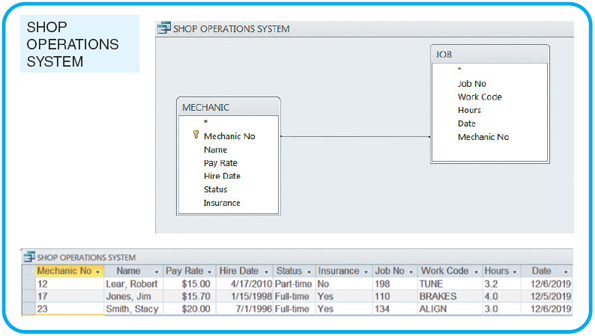 SHOP
OPERATIONS
SYSTEM
SHOP OPERATIONS SYSTEM
JOB
*
Job No
Work Code
Hours
Date
Mechanic No
MECHANIC
*
Mechanic No
Name
Pay Rate
Hire Date
Status
Insurance
SHOP OPERATIONS SYSTEM
Mechanic No Name Pay Rate Hire Date Status Insurance Job No Work Code Hours Date
12 Lear, Robert $15.00 4/17/2010 Part-time No 198 TUNE 3.2 12/6/2019
17 Jones, Jim $15.70 1/15/1998 Full-time Yes 110 BRAKES 4.0 12/5/2019
23 Smith, Stacy $20.00 7/1/1996 Full-time Yes 134 ALIGN 3.0 12/6/2019